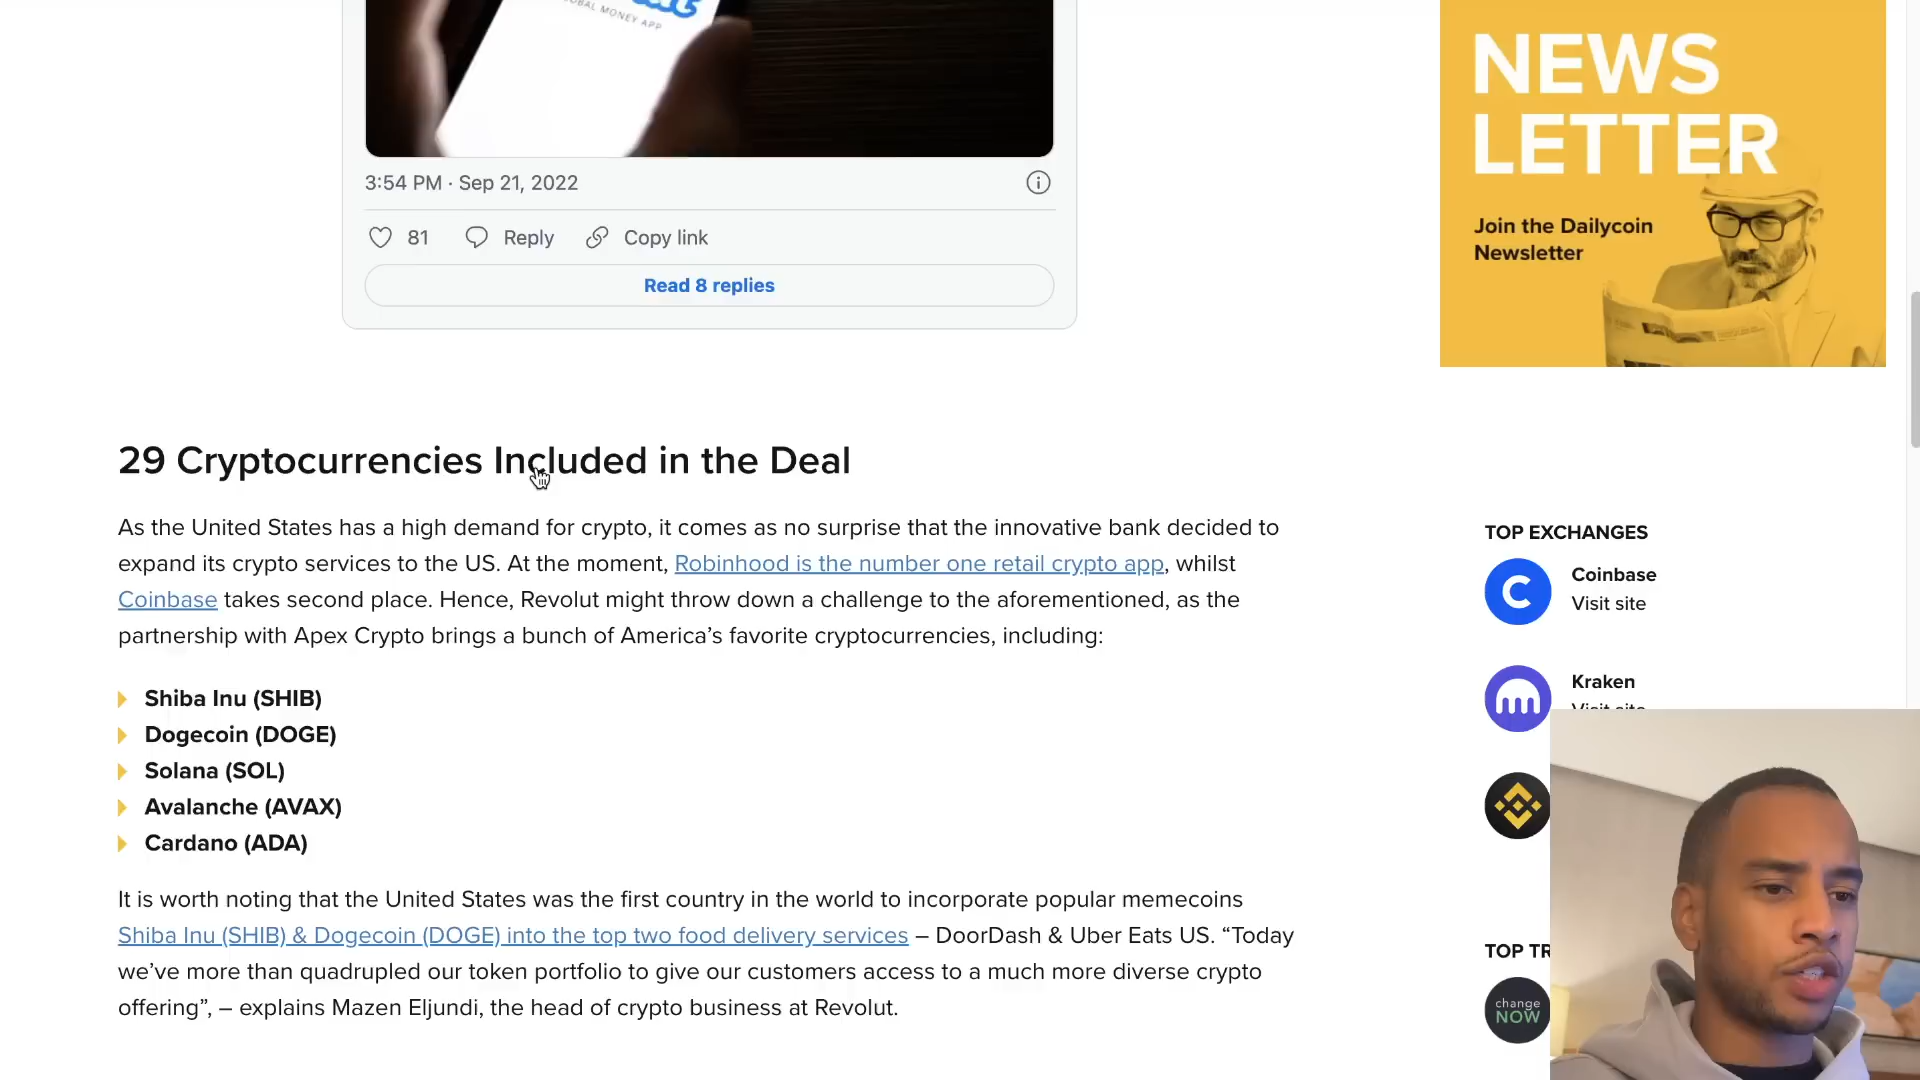 GLOBAL MONEY APP
3:54 PM · Sep 21, 2022
81
Reply
Copy link
Read 8 replies
NEWS
LETTER
Join the Dailycoin
Newsletter
29 Cryptocurrencies Included in the Deal
As the United States has a high demand for crypto, it comes as no surprise that the innovative bank decided to
expand its crypto services to the US. At the moment, Robinhood is the number one retail crypto app, whilst
Coinbase takes second place. Hence, Revolut might throw down a challenge to the aforementioned, as the
partnership with Apex Crypto brings a bunch of America’s favorite cryptocurrencies, including:
Shiba Inu (SHIB)
Dogecoin (DOGE)
Solana (SOL)
Avalanche (AVAX)
Cardano (ADA)
It is worth noting that the United States was the first country in the world to incorporate popular memecoins
Shiba Inu (SHIB) & Dogecoin (DOGE) into the top two food delivery services – DoorDash & Uber Eats US. “Today
we’ve more than quadrupled our token portfolio to give our customers access to a much more diverse crypto
offering”, – explains Mazen Eljundi, the head of crypto business at Revolut.
TOP EXCHANGES
Coinbase
Visit site
Kraken
Visit site
TOP TR
change
NOW